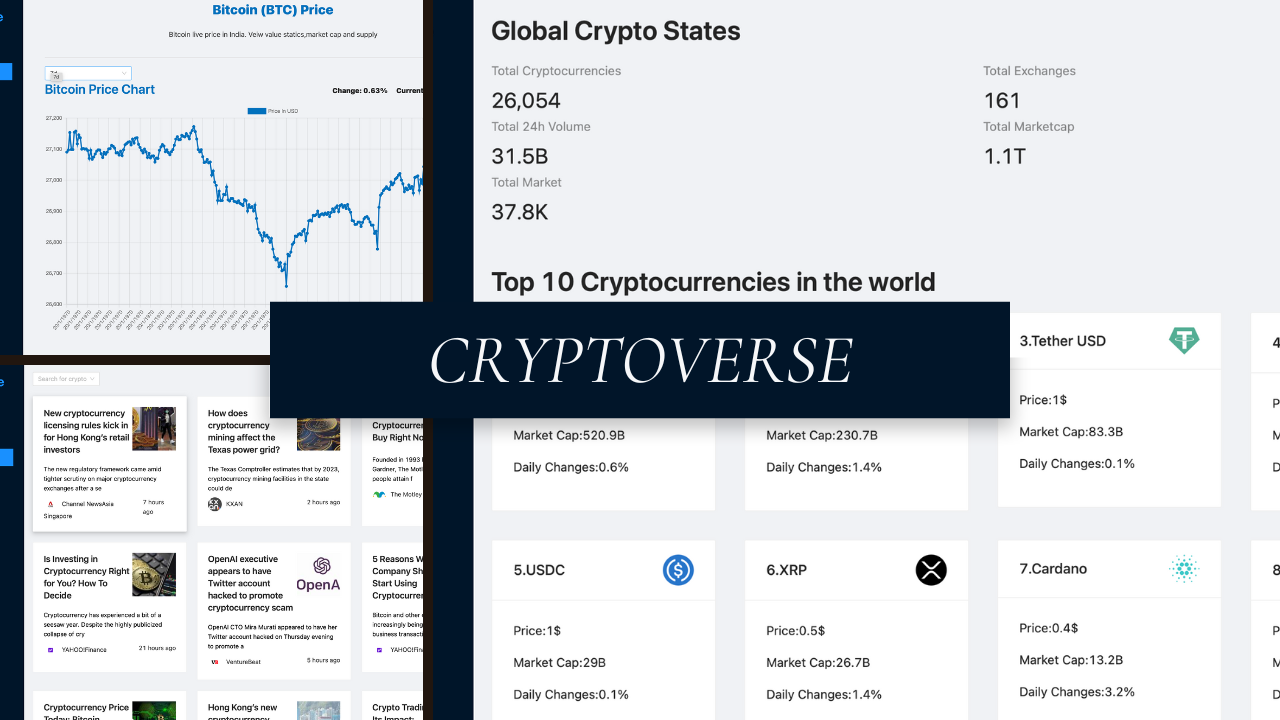 Bitcoin (BTC) Price
Bitcoin live price in India. Veiw value statics,market cap and supply
7d
Bitcoin Price Chart
Change: 0.63% Current
Price In USD
27,200
27,100
27,000
26,900
26,800
26,700
26,600
Search for crypto
New cryptocurrency
licensing rules kick in
for Hong Kong's retail
investors
The new regulatory framework came amid
tighter scrutiny on major cryptocurrency
exchanges after a se
Channel NewsAsia
Singapore
7 hours
ago
How does
cryptocurrency
mining affect the
Texas power grid?
The Texas Comptroller estimates that by 2023,
cryptocurrency mining facilities in the state
could de
KXAN
2 hours ago
Buy Right No
Founded in 1993
Gardner, The Motl
people attain f
The Motley
Is Investing in
Cryptocurrency Right
for You? How To
Decide
Cryptocurrency has experienced a bit of a
seesaw year. Despite the highly publicized
collapse of cry
YAHOO!Finance
21 hours ago
OpenAI executive
appears to have
Twitter account
hacked to promote
cryptocurrency scam
OpenA
OpenAI CTO Mira Murati appeared to have her
Twitter account hacked on Thursday evening
to promote a
VentureBeat
5 hours ago
5 Reasons W
Company Sh
Start Using
Cryptocurre
Bitcoin and other
increasingly being
business transacti
YAHOO!Finance
Cryptocurrency Price
Today: Bitcoin
Hong Kong's new
cryptocurrency
Crypto Tradi
Its Impact:
CRYPTOVERSE
Global Crypto States
Total Cryptocurrencies
26,054
Total Exchanges
161
Total 24h Volume
31.5B
Total Marketcap
1.1T
Total Market
37.8K
Top 10 Cryptocurrencies in the world
Market Cap:520.9B
Daily Changes:0.6%
Market Cap:230.7B
Daily Changes:1.4%
3.Tether USD
Price:1$
Market Cap:83.3B
Daily Changes:0.1%
5.USDC
Price:1$
Market Cap:29B
Daily Changes:0.1%
6.XRP
Price:0.5$
Market Cap:26.7B
Daily Changes:1.4%
7.Cardano
Price:0.4$
Market Cap:13.2B
Daily Changes:3.2%